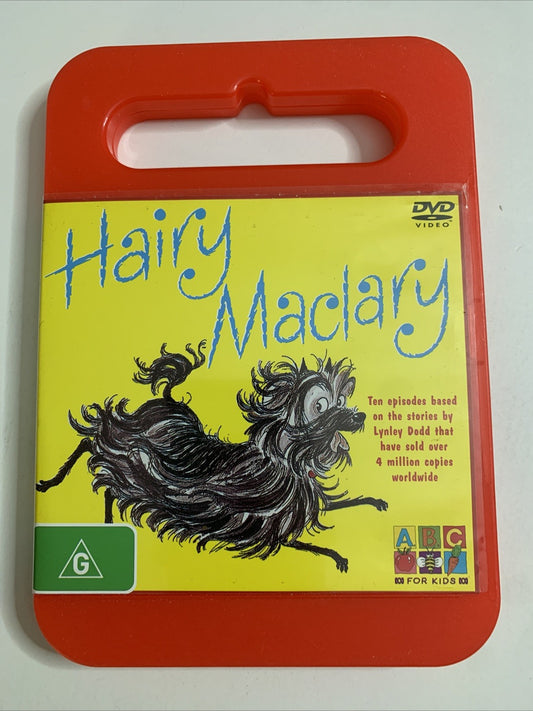 DVD
VIDEO
Hairy
Maclary
Ten episodes based
on the stories by
Lynley Dodd that
have sold over
4 million copies
worldwide
G
ABC
FOR KIDS